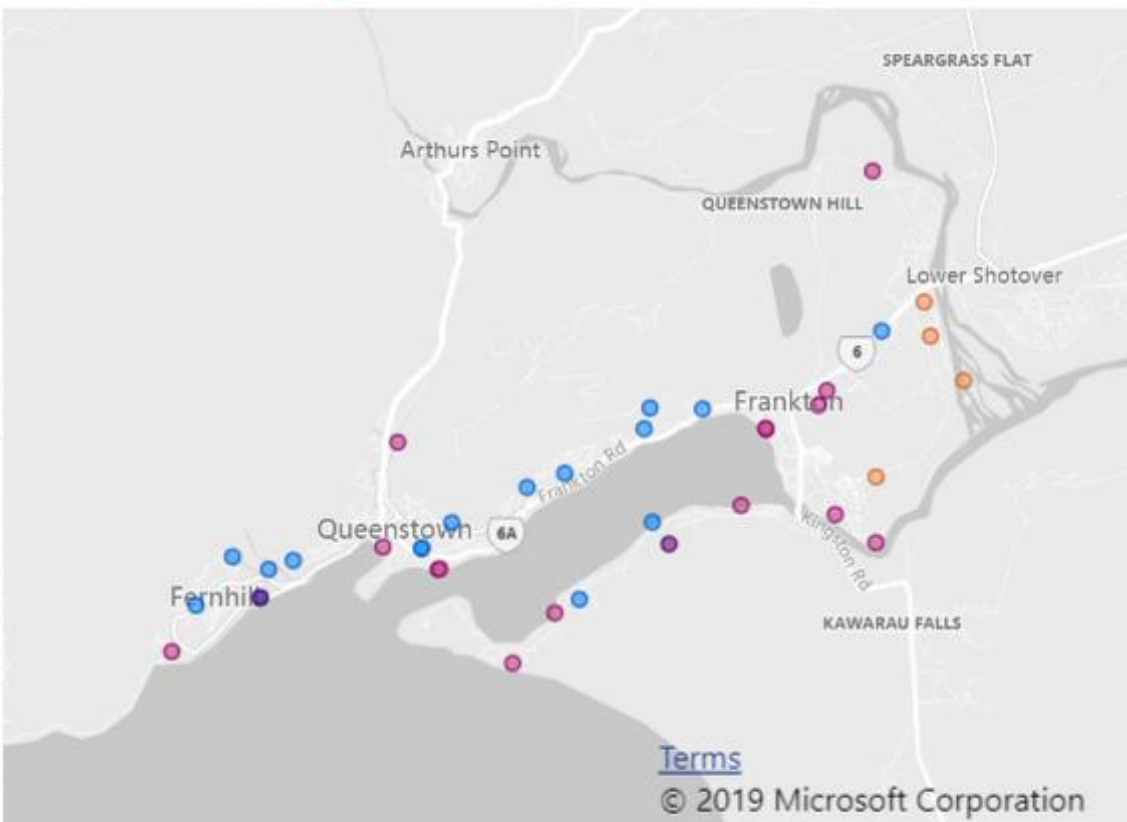 SPEARGRASS FLAT
Arthurs Point
QUEENSTOWN HILL
Lower Shotover
6
Frankton
Frankton Rd
Queenstown
6A
Kingston Rd
Fernhill
KAWARAU FALLS
Terms
© 2019 Microsoft Corporation